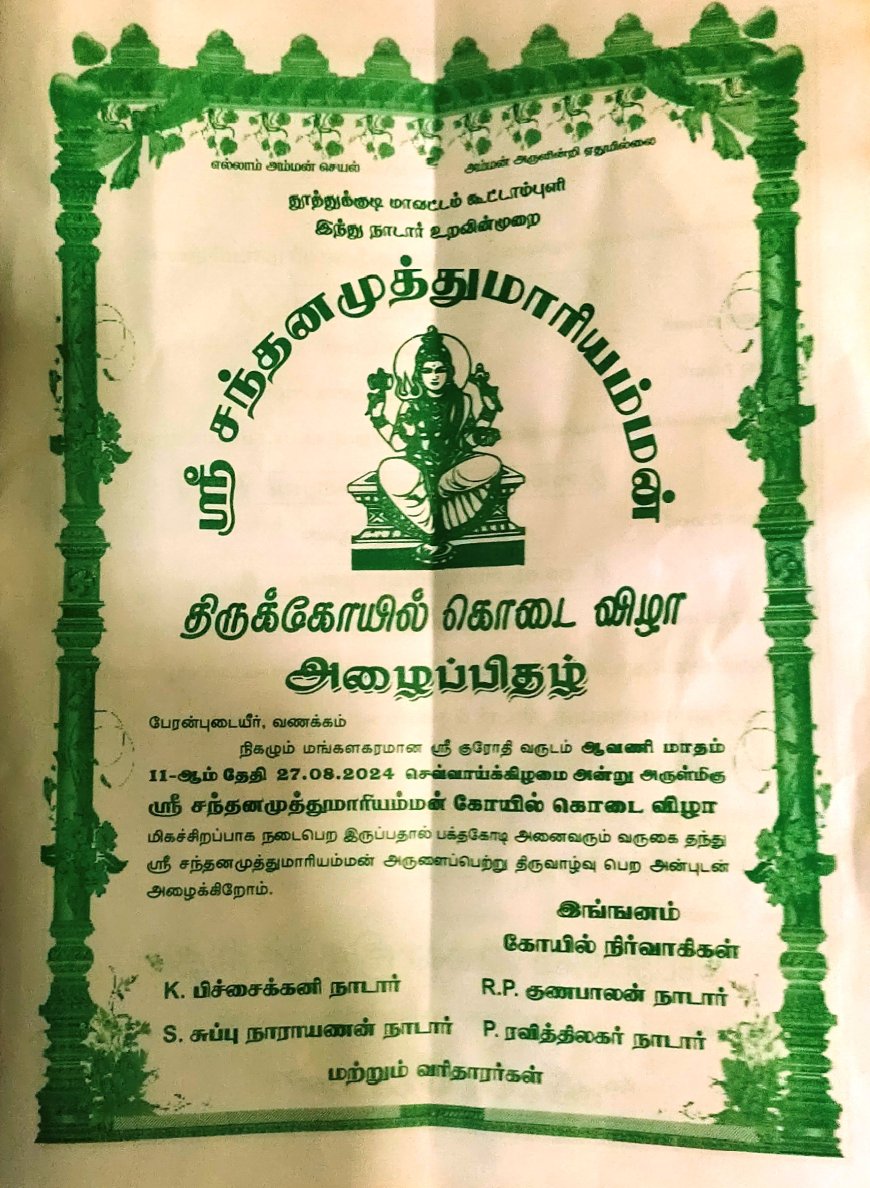 எல்லாம் அம்மன் செயல்
அம்மன் அருளின்றி ஏதுமில்லை
தூத்துக்குடி மாவட்டம் கூட்டாம்புளி
இந்து நாடார் உறவின்முறை
ஸ்ரீ சந்தனமுத்துமாரியம்மன்
திருக்கோயில் கொடை விழா
அழைப்பிதழ்
பேரன்புடையீர், வணக்கம்
நிகழும் மங்களகரமான ஸ்ரீ குரோதி வருடம் ஆவணி மாதம்
11-ஆம் தேதி 27.08.2024 செவ்வாய்க்கிழமை அன்று அருள்மிகு
ஸ்ரீ சந்தனமுத்துமாரியம்மன் கோயில் கொடை விழா
மிகச்சிறப்பாக நடைபெற இருப்பதால் பக்தகோடி அனைவரும் வருகை தந்து
ஸ்ரீ சந்தனமுத்துமாரியம்மன் அருளைப்பெற்று திருவாழ்வு பெற அன்புடன்
அழைக்கிறோம்.
இங்ஙனம்
கோயில் நிர்வாகிகள்
K. பிச்சைக்கனி நாடார்
R.P. குணபாலன் நாடார்
S. சுப்பு நாராயணன் நாடார்
P. ரவித்திலகர் நாடார்
மற்றும் வரிதாரர்கள்